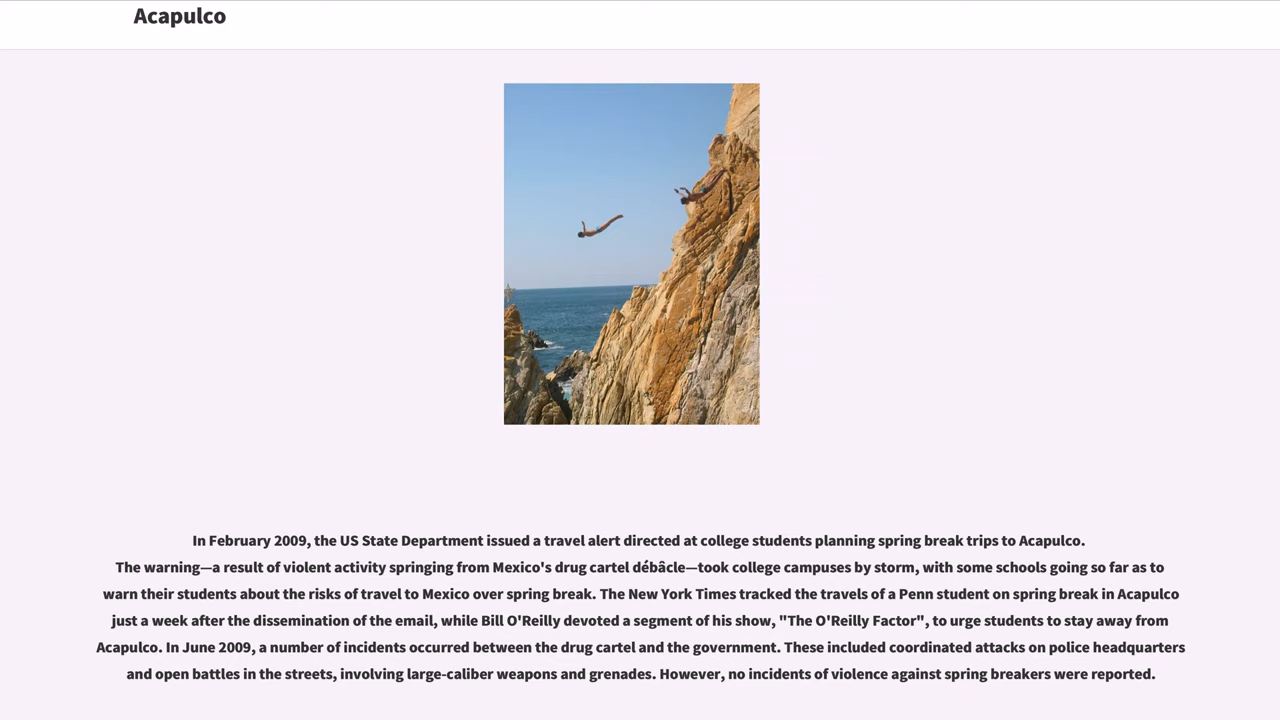 Acapulco
In February 2009, the US State Department issued a travel alert directed at college students planning spring break trips to Acapulco.
The warning—a result of violent activity springing from Mexico's drug cartel débâcle—took college campuses by storm, with some schools going so far as to
warn their students about the risks of travel to Mexico over spring break. The New York Times tracked the travels of a Penn student on spring break in Acapulco
just a week after the dissemination of the email, while Bill O'Reilly devoted a segment of his show, "The O'Reilly Factor", to urge students to stay away from
Acapulco. In June 2009, a number of incidents occurred between the drug cartel and the government. These included coordinated attacks on police headquarters
and open battles in the streets, involving large-caliber weapons and grenades. However, no incidents of violence against spring breakers were reported.